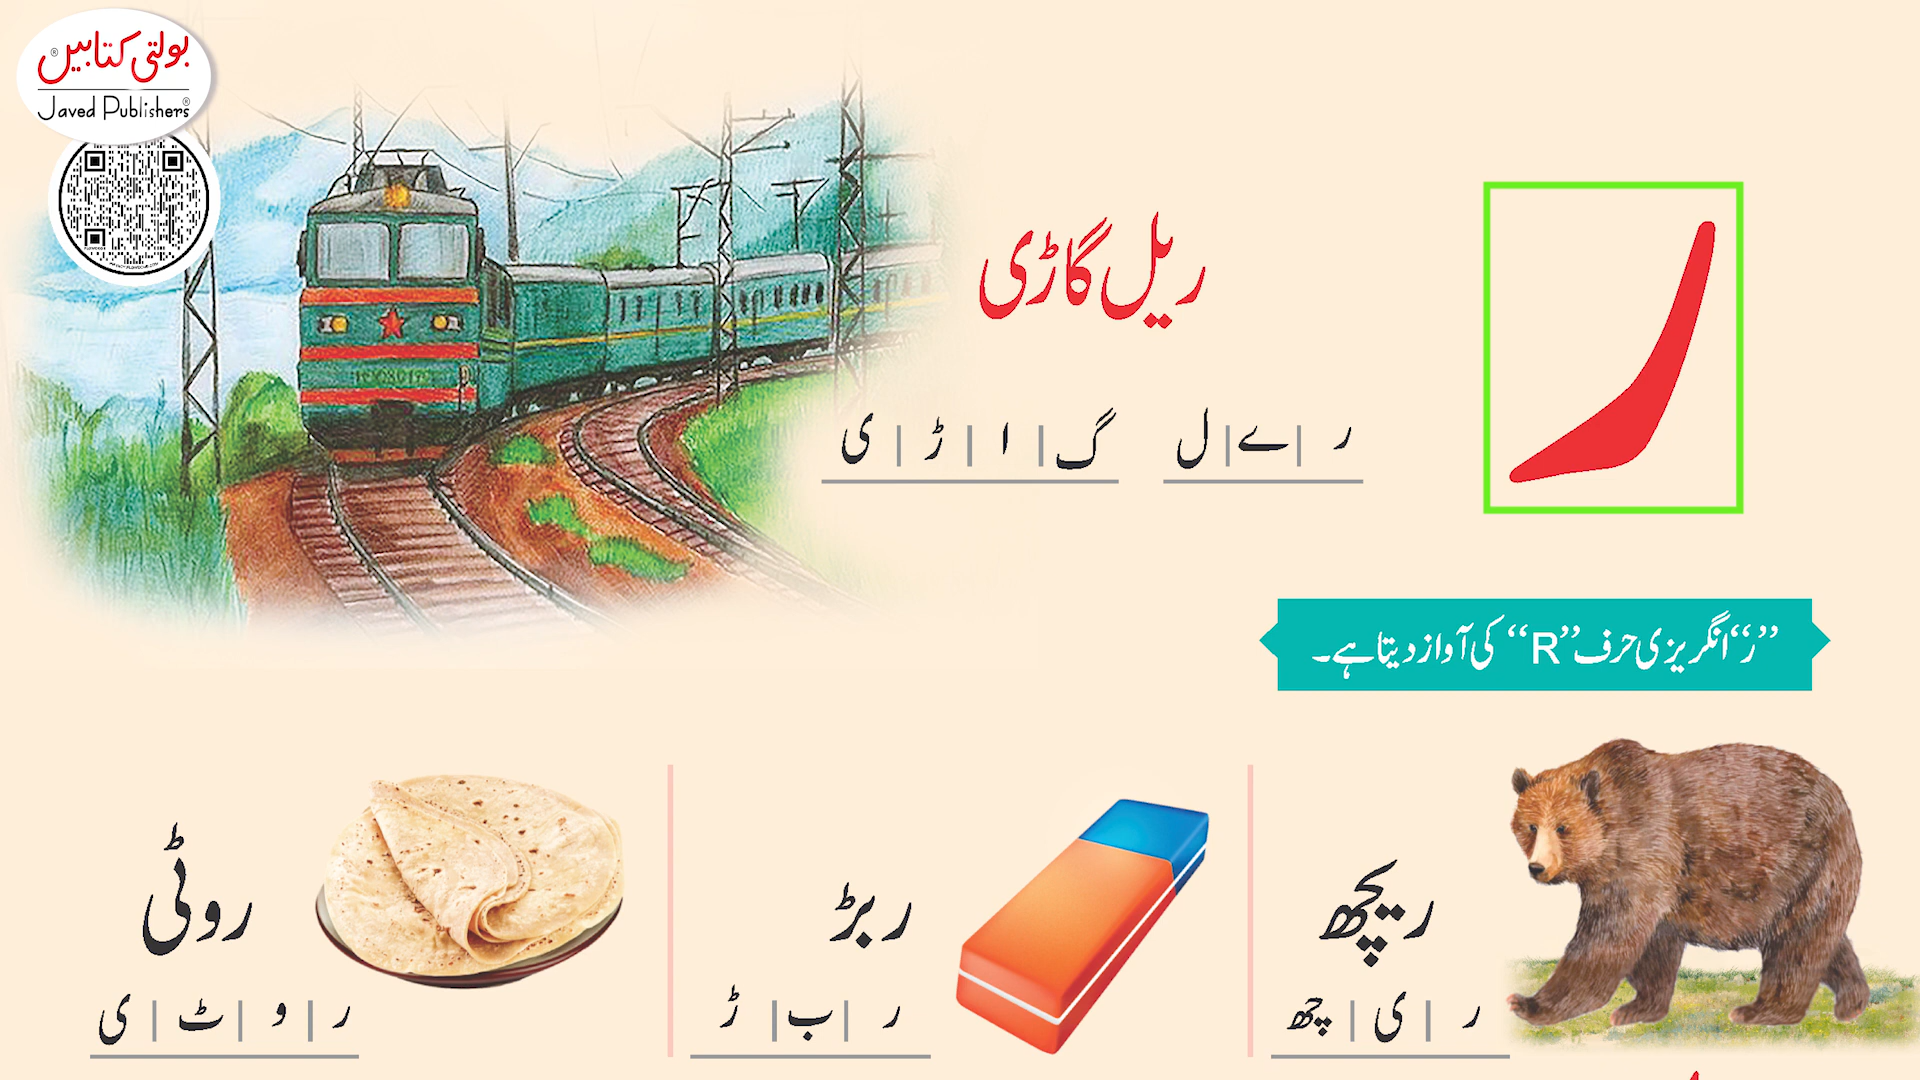 بولتی کتابیں®
Javed Publishers®
ر
ریل گاڑی
ر | ے | ل گ | ا | ڑ | ی
”ر“ انگریزی حرف ”R“ کی آواز دیتا ہے۔
ریچھ
ر | ی | چھ
ربڑ
ر | ب | ڑ
روٹی
ر | و | ٹ | ی